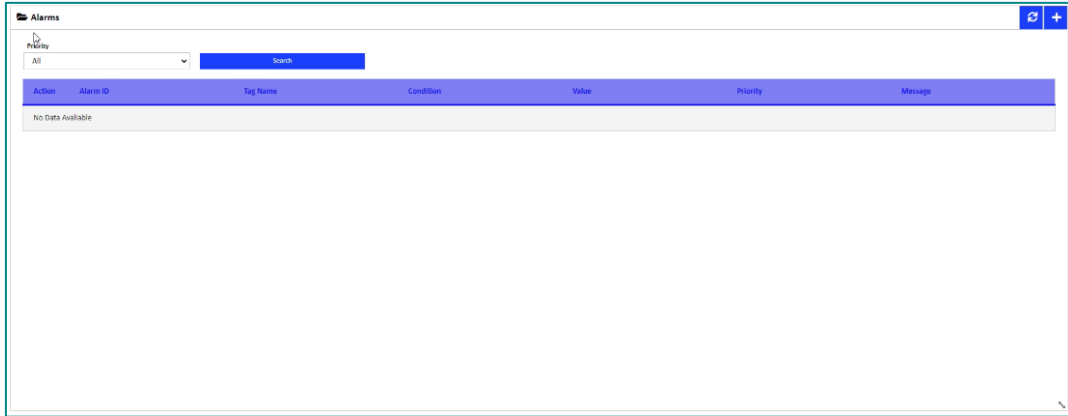 Alarms
Priority
All
Search
Action Alarm ID Tag Name Condition Value Priority Message
No Data Available